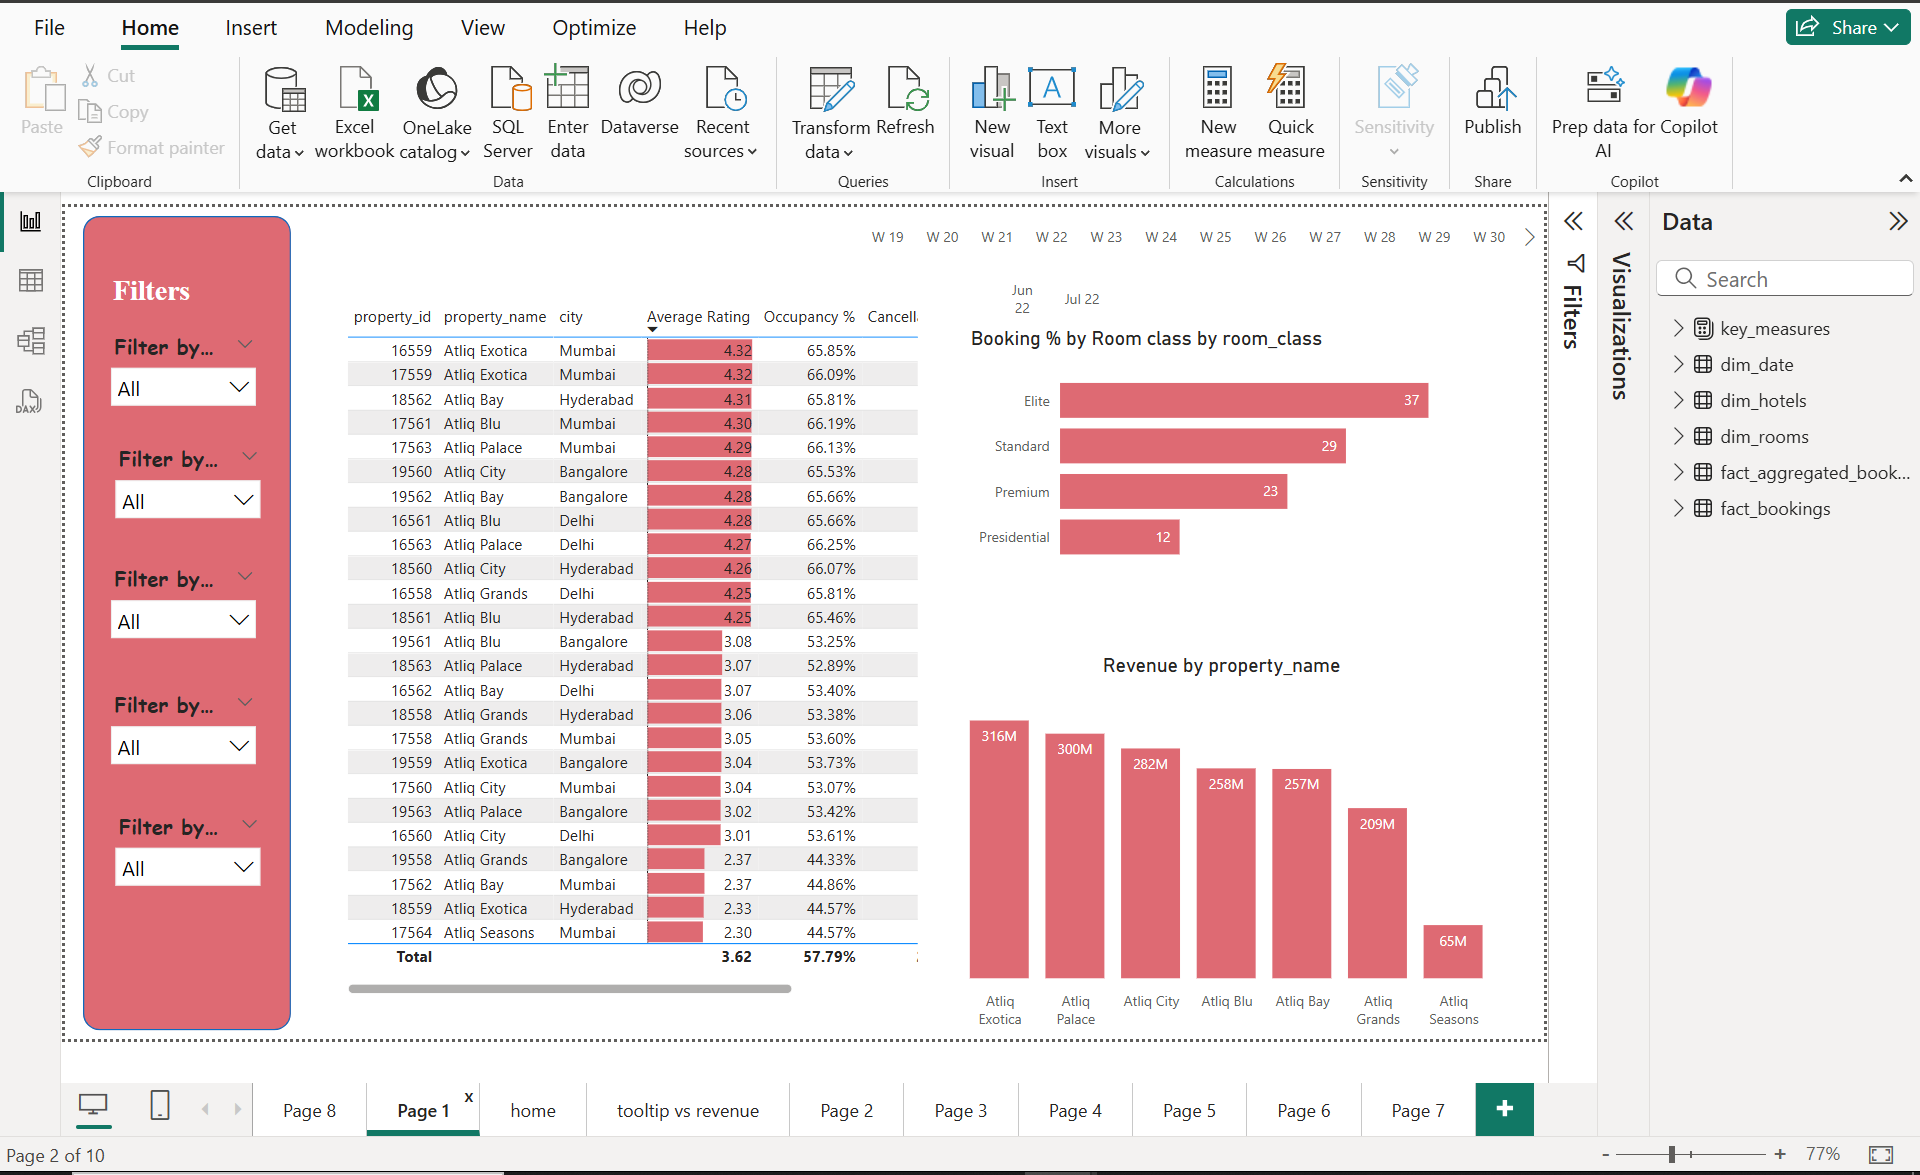 File Home Insert Modeling View Optimize Help Share
Paste
Cut
Copy
Format painter
Clipboard
Get data
Excel workbook
OneLake catalog
SQL Server
Enter data
Dataverse
Recent sources
Data
Transform data
Refresh
Queries
New visual
Text box
A
More visuals
Insert
New measure
Quick measure
Calculations
Sensitivity
Sensitivity
Publish
Share
Prep data for AI
Copilot
Copilot
DAX
Filters
Filter by...
All
Filter by...
All
Filter by...
All
Filter by...
All
Filter by...
All
W 19 W 20 W 21 W 22 W 23 W 24 W 25 W 26 W 27 W 28 W 29 W 30
Jun 22
Jul 22
property_id property_name city Average Rating Occupancy %
16559 Atliq Exotica Mumbai 4.32 65.85%
17559 Atliq Exotica Mumbai 4.32 66.09%
18562 Atliq Bay Hyderabad 4.31 65.81%
17561 Atliq Blu Mumbai 4.30 66.19%
17563 Atliq Palace Mumbai 4.29 66.13%
19560 Atliq City Bangalore 4.28 65.53%
19562 Atliq Bay Bangalore 4.28 65.66%
16561 Atliq Blu Delhi 4.28 65.66%
16563 Atliq Palace Delhi 4.27 66.25%
18560 Atliq City Hyderabad 4.26 66.07%
16558 Atliq Grands Delhi 4.25 65.81%
18561 Atliq Blu Hyderabad 4.25 65.46%
19561 Atliq Blu Bangalore 3.08 53.25%
18563 Atliq Palace Hyderabad 3.07 52.89%
16562 Atliq Bay Delhi 3.07 53.40%
18558 Atliq Grands Hyderabad 3.06 53.38%
17558 Atliq Grands Mumbai 3.05 53.60%
19559 Atliq Exotica Bangalore 3.04 53.73%
17560 Atliq City Mumbai 3.04 53.07%
19563 Atliq Palace Bangalore 3.02 53.42%
16560 Atliq City Delhi 3.01 53.61%
19558 Atliq Grands Bangalore 2.37 44.33%
17562 Atliq Bay Mumbai 2.37 44.86%
18559 Atliq Exotica Hyderabad 2.33 44.57%
17564 Atliq Seasons Mumbai 2.30 44.57%
Total 3.62 57.79%
Booking % by Room class by room_class
Elite 37
Standard 29
Premium 23
Presidential 12
Revenue by property_name
316M 300M 282M 258M 257M 209M 65M
Atliq Exotica
Atliq Palace
Atliq City
Atliq Blu
Atliq Bay
Atliq Grands
Atliq Seasons
Filters
Visualizations
Data
Search
key_measures
dim_date
dim_hotels
dim_rooms
fact_aggregated_book...
fact_bookings
Page 8 Page 1 x home tooltip vs revenue Page 2 Page 3 Page 4 Page 5 Page 6 Page 7 +
Page 2 of 10
- + 77%